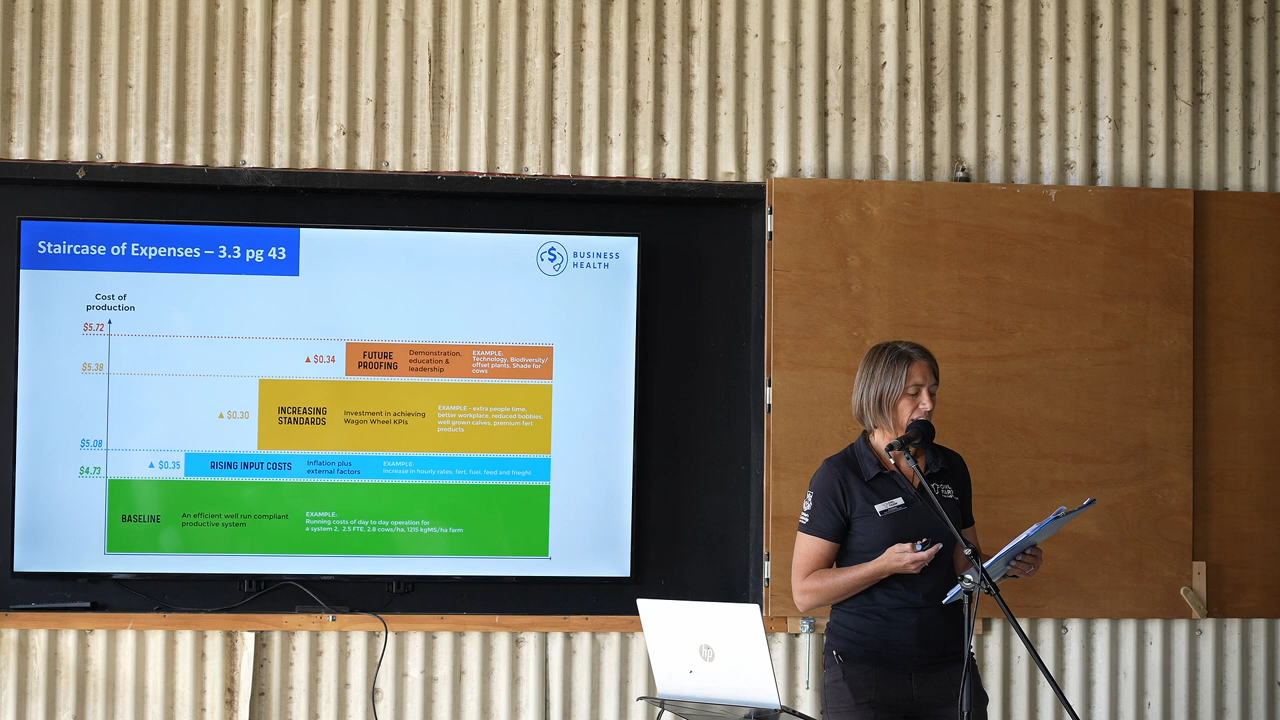 Staircase of Expenses – 3.3 pg 43
BUSINESS
HEALTH
Cost of
production
$5.72
▲ $0.34
FUTURE
PROOFING
Demonstration,
education &
leadership
EXAMPLE:
Technology, Biodiversity/
offset plants, Shade for
cows
$5.38
▲ $0.30
INCREASING
STANDARDS
Investment in achieving
Wagon Wheel KPIs
EXAMPLE - extra people time,
better workplace, reduced bobbies,
well grown calves, premium fert
products
$5.08
▲ $0.35
RISING INPUT COSTS
Inflation plus
external factors
EXAMPLE:
Increase in hourly rates, fert, fuel, feed and frieght
$4.73
BASELINE
An efficient well run compliant
productive system
EXAMPLE:
Running costs of day to day operation for
a system 2, 2.5 FTE, 2.8 cows/ha, 1215 kgMS/ha farm
hp